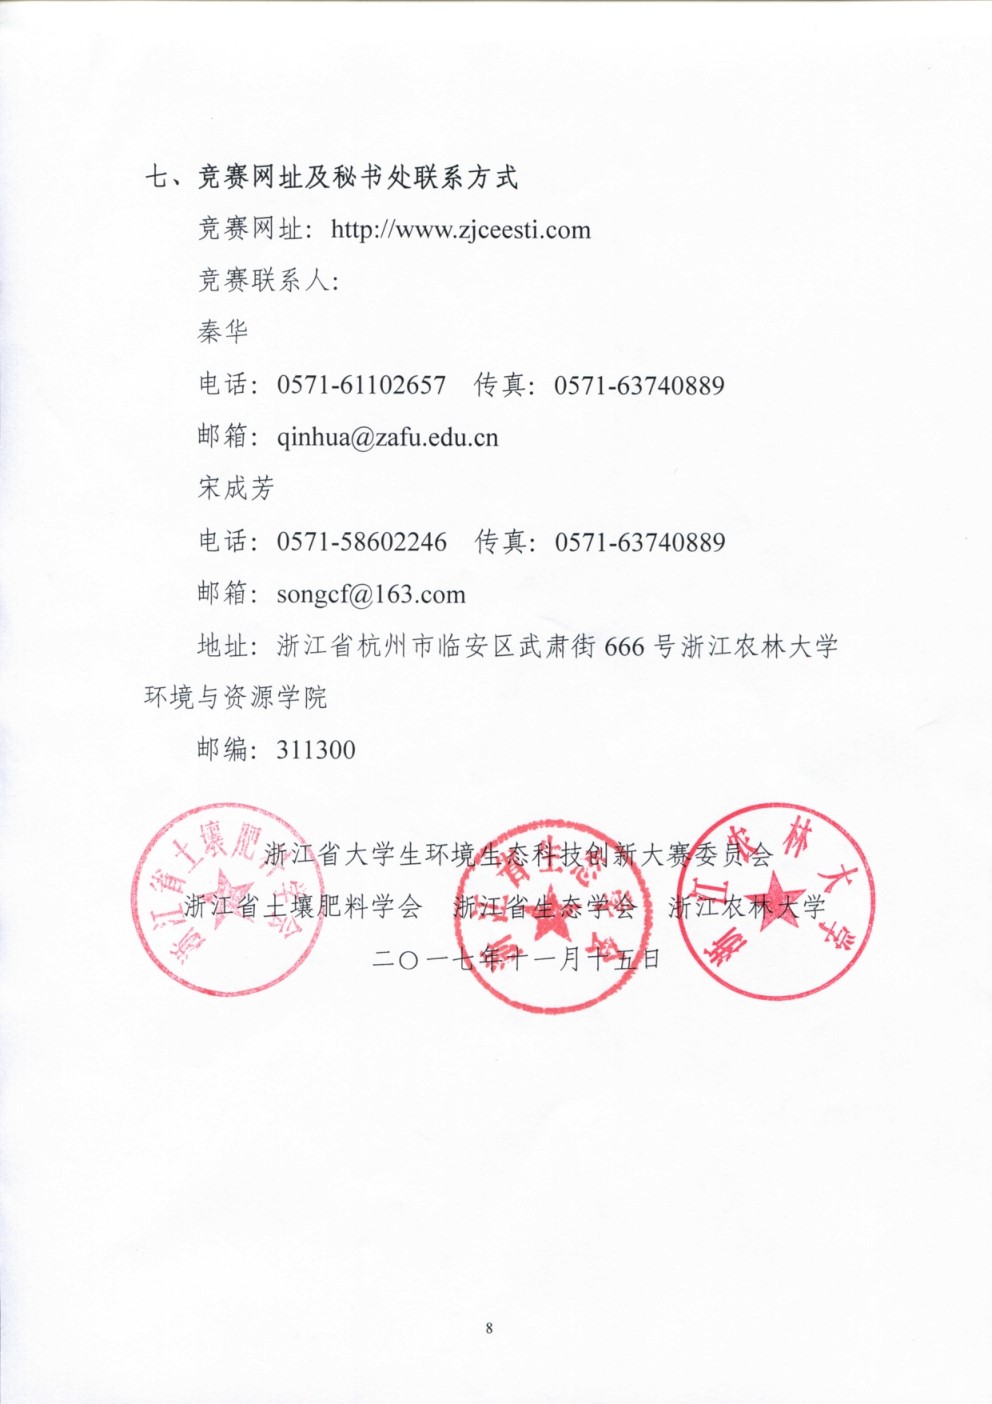 七、竞赛网址及秘书处联系方式
竞赛网址：http://www.zjceesti.com
竞赛联系人：
秦华
电话：0571-61102657　传真：0571-63740889
邮箱：qinhua@zafu.edu.cn
宋成芳
电话：0571-58602246　传真：0571-63740889
邮箱：songcf@163.com
地址：浙江省杭州市临安区武肃街 666 号浙江农林大学
环境与资源学院
邮编：311300
浙江省大学生环境生态科技创新大赛委员会
浙江省土壤肥料学会　浙江省生态学会　浙江农林大学
二〇一七年十一月十五日
浙江省土壤肥料学会
浙江省生态学会
浙江农林大学
8